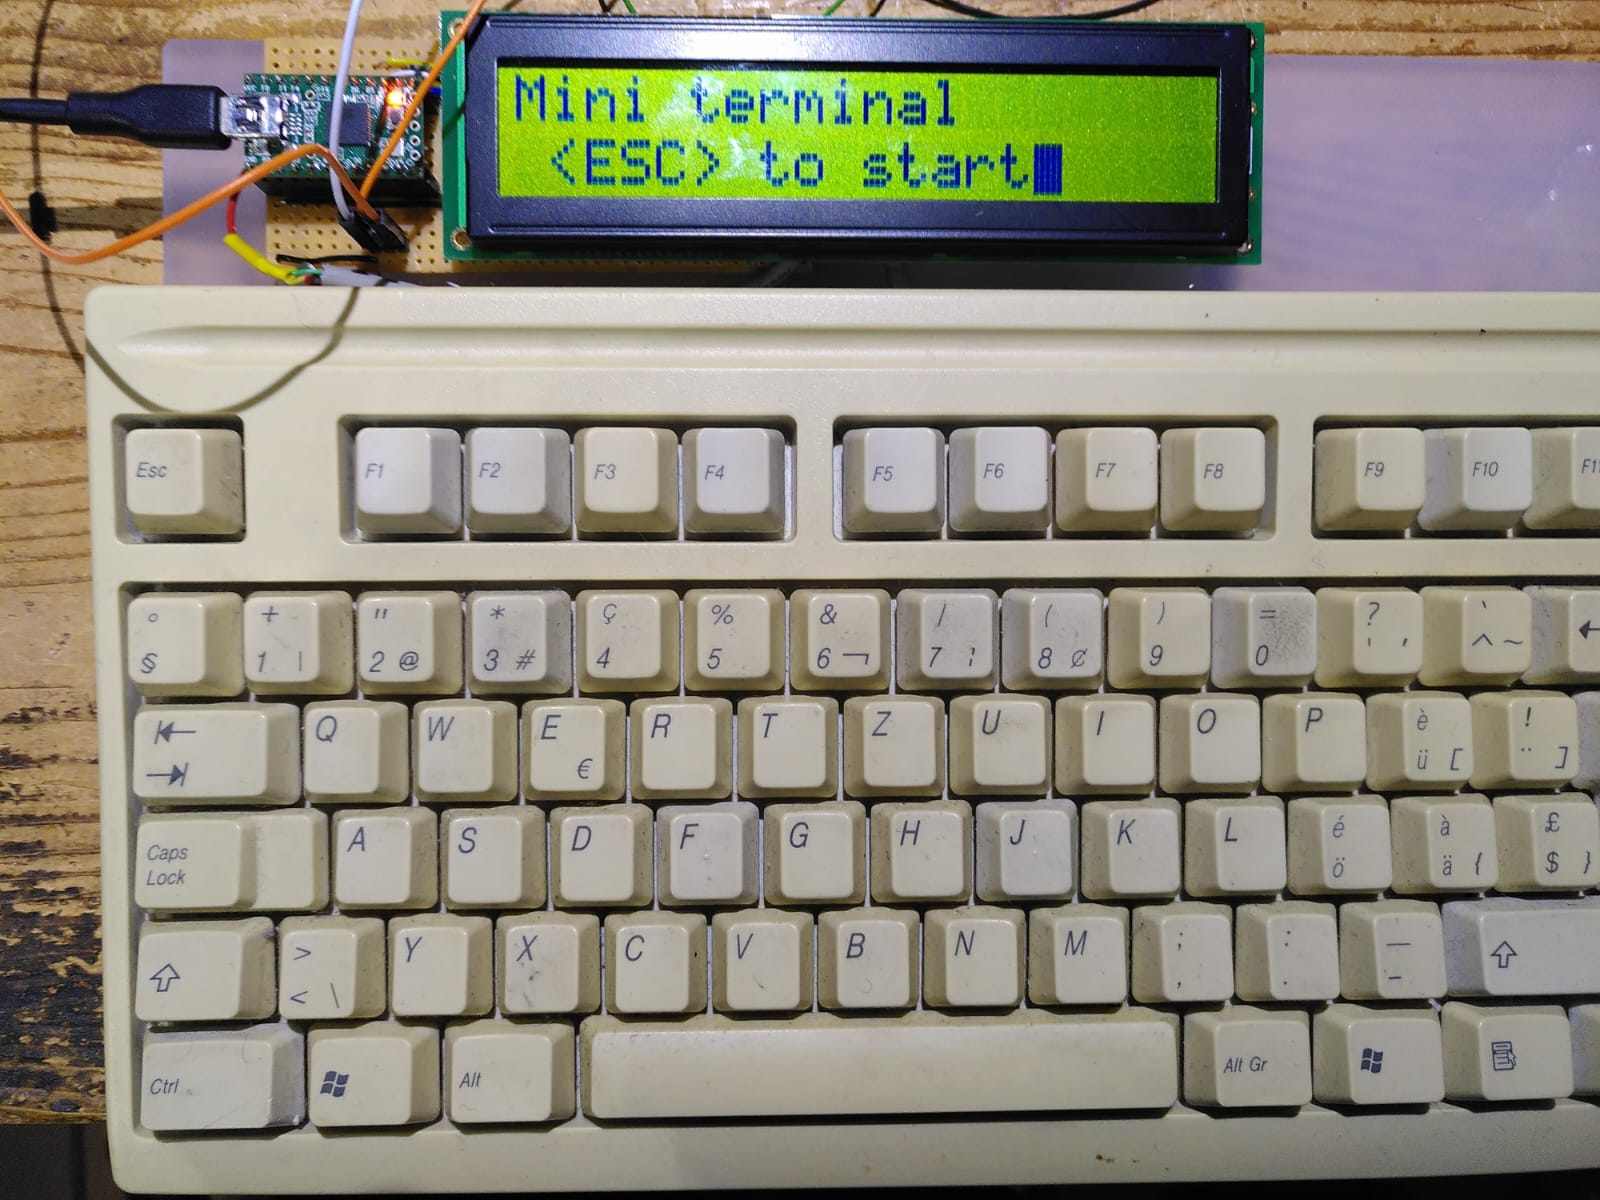 Mini terminal
<ESC> to start
Esc F1 F2 F3 F4 F5 F6 F7 F8 F9 F10
° + " * ç % & / ( ) = ? `
§ 1 | 2 @ 3 # 4 5 6 ¬ 7 ¦ 8 ¢ 9 0 ' ´ ^ ~
Q W E R T Z U I O P è !
€ ü [ ¨ ]
A S D F G H J K L é à £
Caps
Lock ö ä { $ }
> Y X C V B N M ; : _
< \ , . -
Ctrl Alt Alt Gr